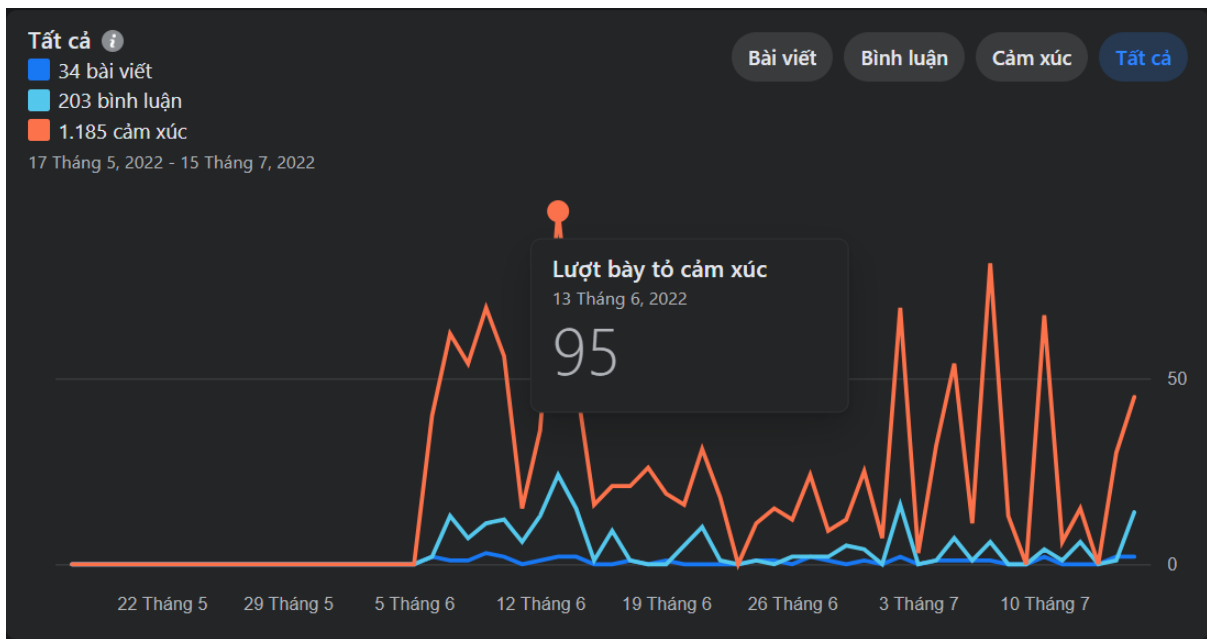 Tất cả
Bài viết Bình luận Cảm xúc Tất cả
34 bài viết
203 bình luận
1.185 cảm xúc
17 Tháng 5, 2022 - 15 Tháng 7, 2022
Lượt bày tỏ cảm xúc
13 Tháng 6, 2022
95
50
0
22 Tháng 5 29 Tháng 5 5 Tháng 6 12 Tháng 6 19 Tháng 6 26 Tháng 6 3 Tháng 7 10 Tháng 7